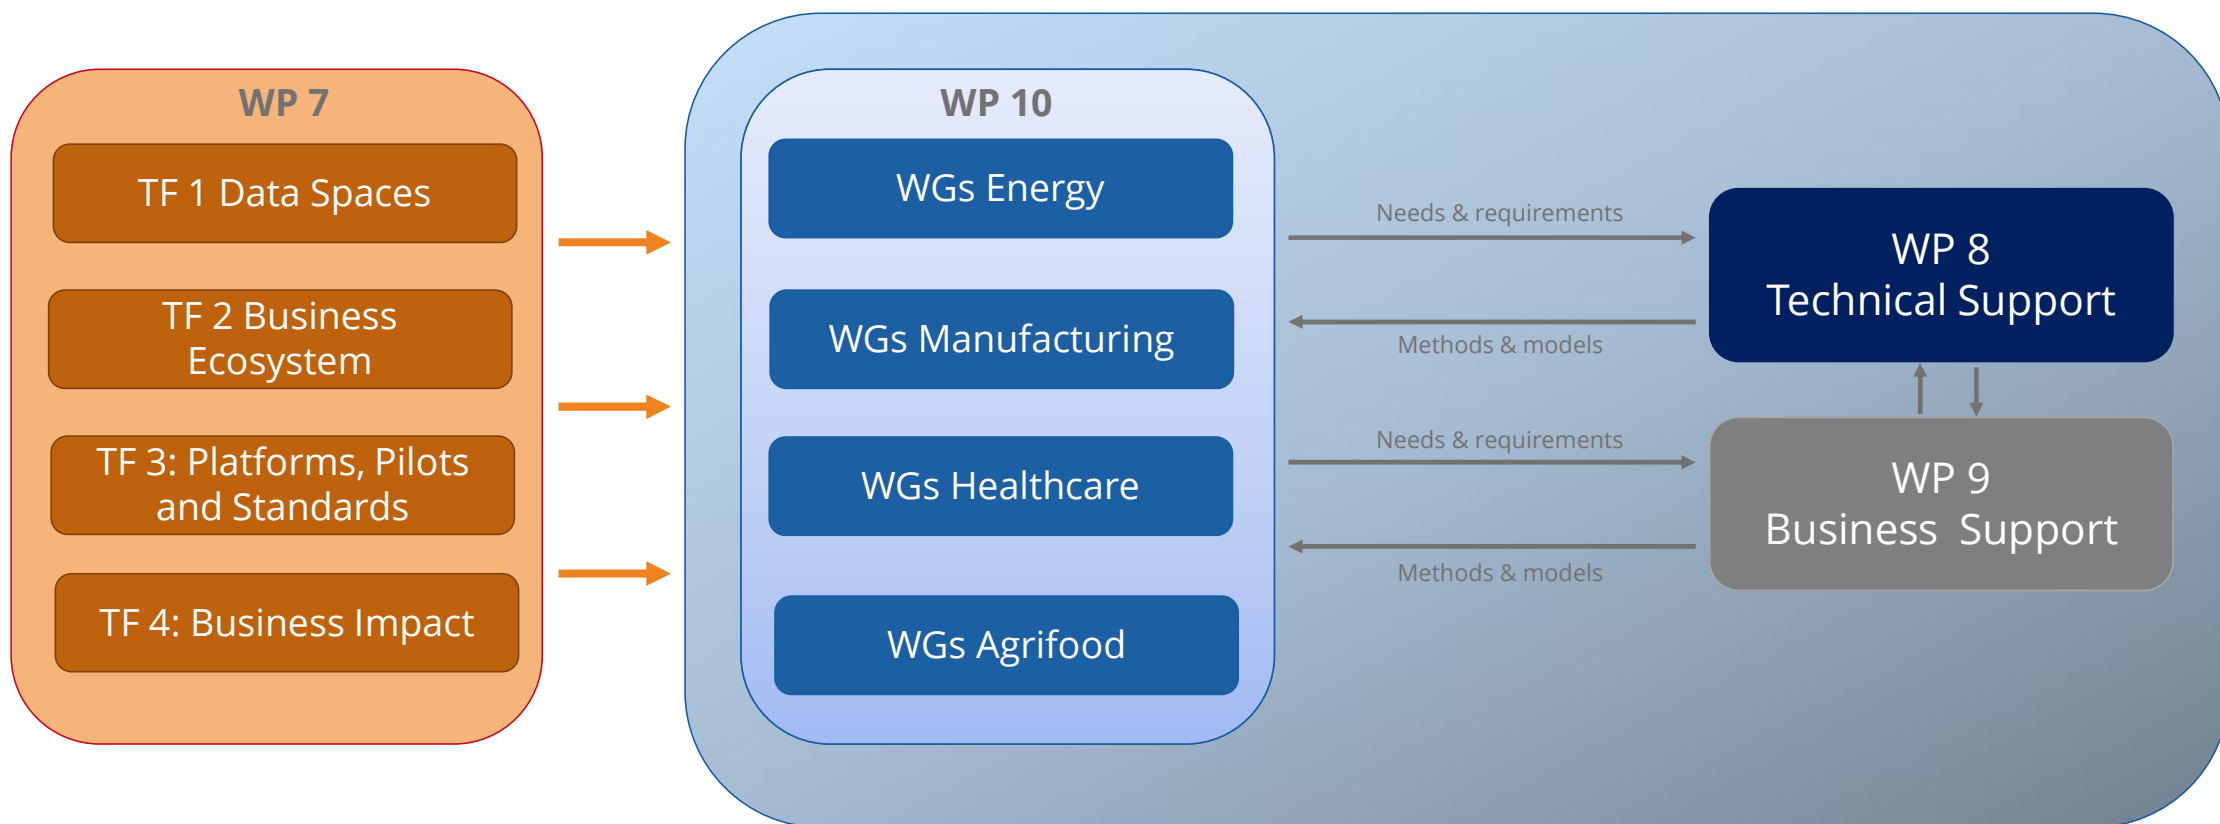 WP 7
TF 1 Data Spaces
TF 2 Business
Ecosystem
TF 3: Platforms, Pilots
and Standards
TF 4: Business Impact
WP 10
WGs Energy
WGs Manufacturing
WGs Healthcare
WGs Agrifood
Needs & requirements
Methods & models
Needs & requirements
Methods & models
WP 8
Technical Support
WP 9
Business  Support